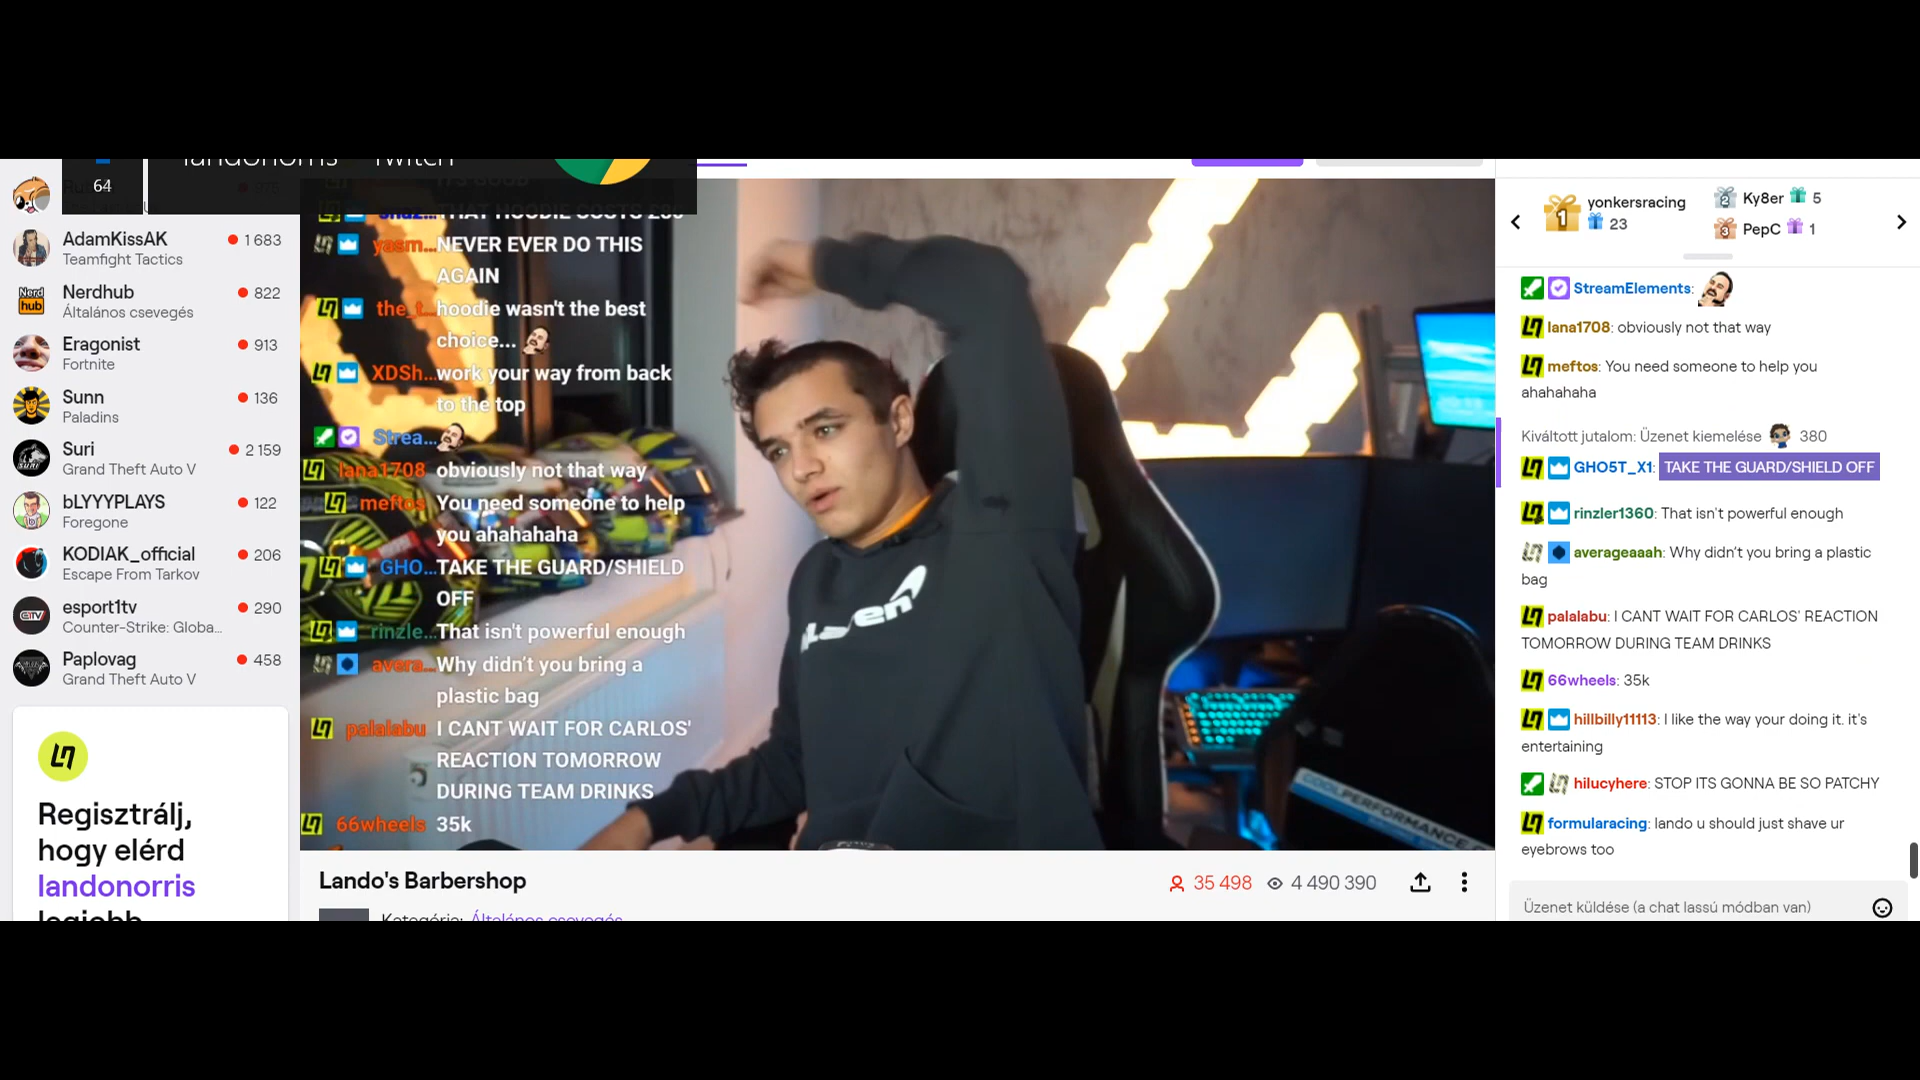 landonorris - Twitch
64
AdamKissAK
1 683
Teamfight Tactics
Nerdhub
822
Általános csevegés
Eragonist
913
Fortnite
Sunn
136
Paladins
Suri
2 159
Grand Theft Auto V
bLYYYPLAYS
122
Foregone
KODIAK_official
206
Escape From Tarkov
esport1tv
290
Counter-Strike: Globa...
Paplovag
458
Grand Theft Auto V
Regisztrálj,
hogy elérd
landonorris
legjobb
IT'S GOOD
THAT HOODIE COSTS £80
yasm...NEVER EVER DO THIS
AGAIN
the_t...hoodie wasn't the best
choice...
XDSh...work your way from back
to the top
Strea...
lana1708 obviously not that way
meftos You need someone to help
you ahahahaha
GHO...TAKE THE GUARD/SHIELD
OFF
rinzle...That isn't powerful enough
avera...Why didn't you bring a
plastic bag
palalabu I CANT WAIT FOR CARLOS'
REACTION TOMORROW
DURING TEAM DRINKS
66wheels 35k
COOLPERFORMANCE
Lando's Barbershop
35 498
4 490 390
Kategória: Általános csevegés
1
yonkersracing
23
2
Ky8er
5
3
PepC
1
StreamElements:
lana1708: obviously not that way
meftos: You need someone to help you
ahahahaha
Kiváltott jutalom: Üzenet kiemelése 380
GHO5T_X1: TAKE THE GUARD/SHIELD OFF
rinzler1360: That isn't powerful enough
averageaaah: Why didn't you bring a plastic
bag
palalabu: I CANT WAIT FOR CARLOS' REACTION
TOMORROW DURING TEAM DRINKS
66wheels: 35k
hillbilly11113: I like the way your doing it. it's
entertaining
hilucyhere: STOP ITS GONNA BE SO PATCHY
formularacing: lando u should just shave ur
eyebrows too
Üzenet küldése (a chat lassú módban van)